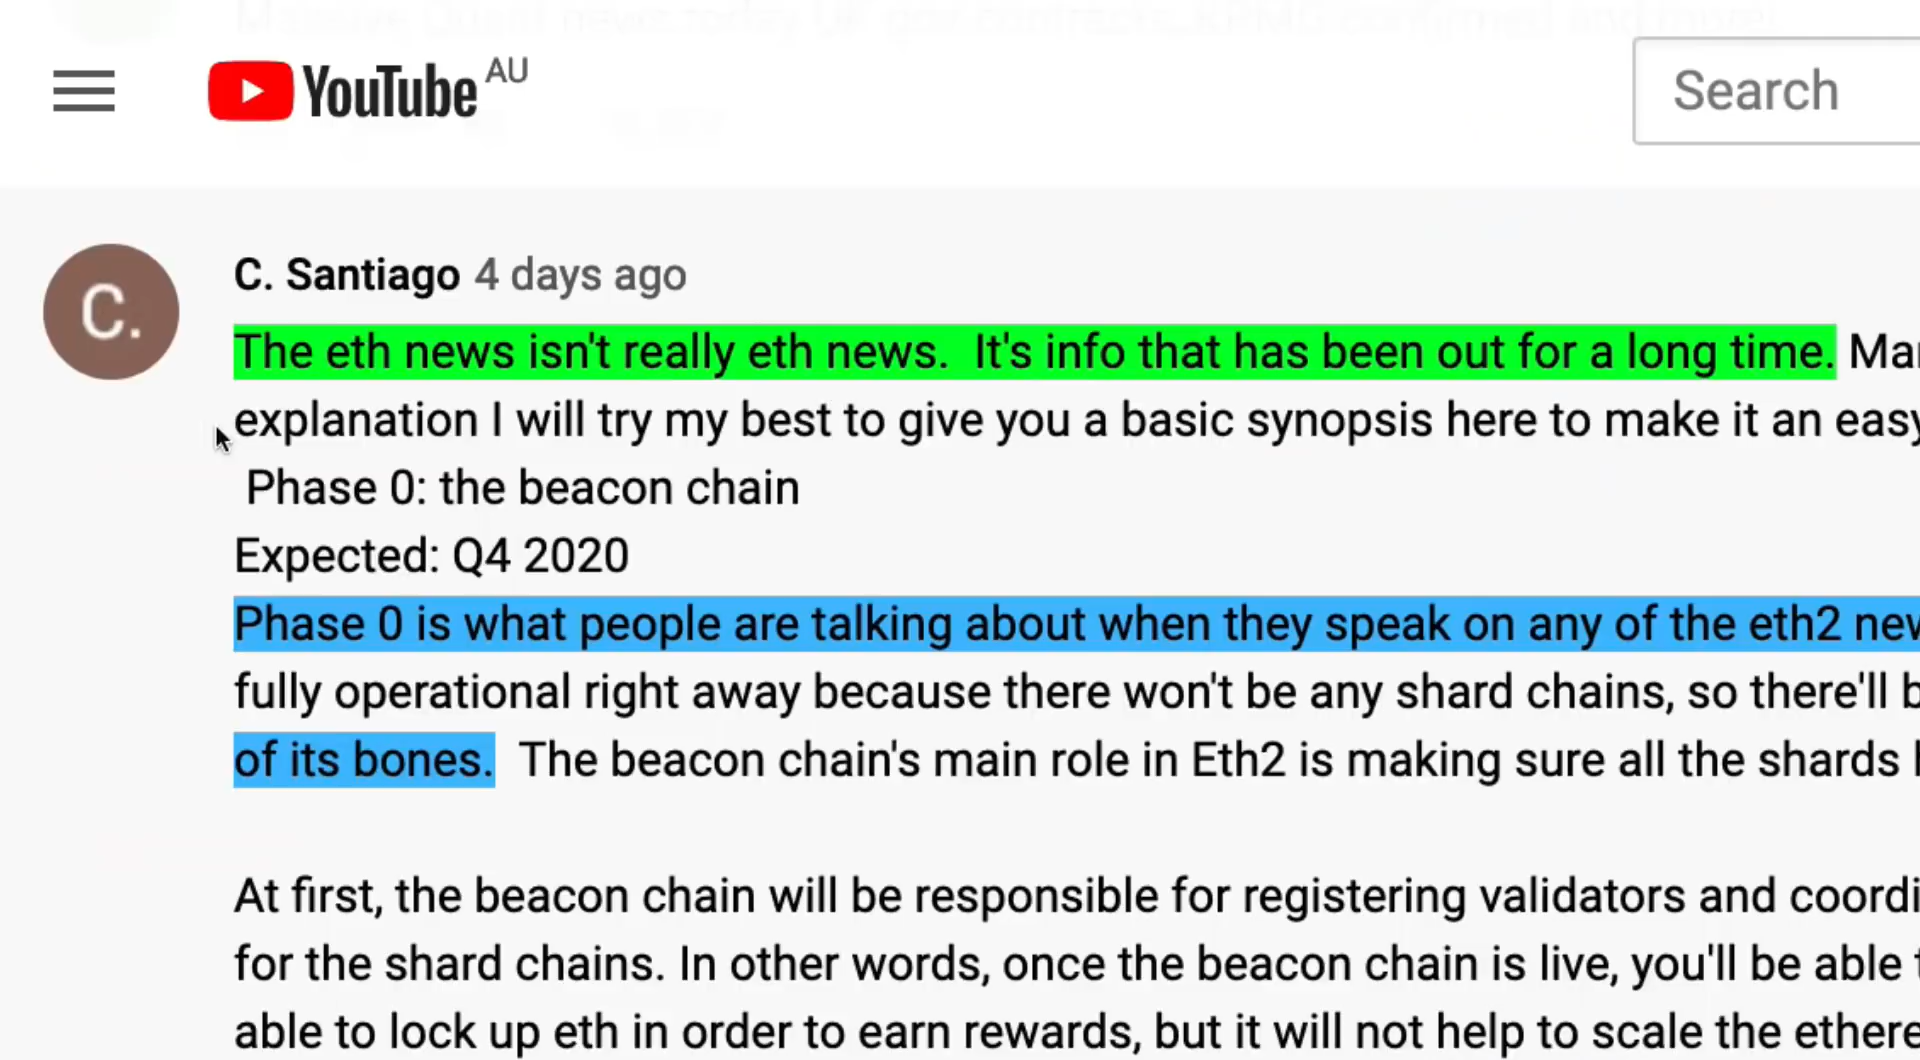 YouTube AU
Search
C.
C. Santiago 4 days ago
The eth news isn't really eth news.  It's info that has been out for a long time.
explanation I will try my best to give you a basic synopsis here to make it an easy
Phase 0: the beacon chain
Expected: Q4 2020
Phase 0 is what people are talking about when they speak on any of the eth2
fully operational right away because there won't be any shard chains, so there'll
of its bones.  The beacon chain's main role in Eth2 is making sure all the shards
At first, the beacon chain will be responsible for registering validators and
for the shard chains. In other words, once the beacon chain is live, you'll be able
able to lock up eth in order to earn rewards, but it will not help to scale the